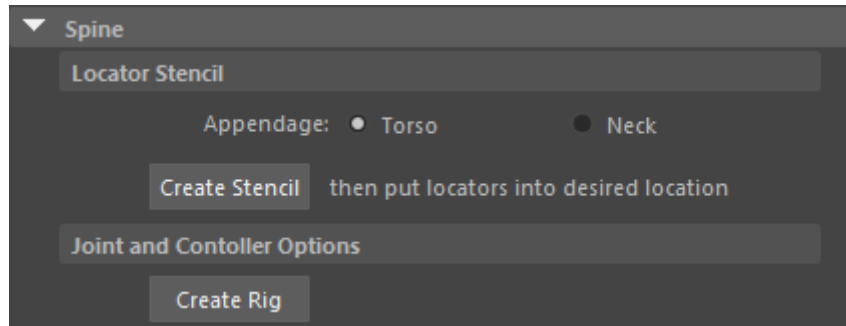 Spine
Locator Stencil
Appendage: Torso Neck
Create Stencil then put locators into desired location
Joint and Contoller Options
Create Rig